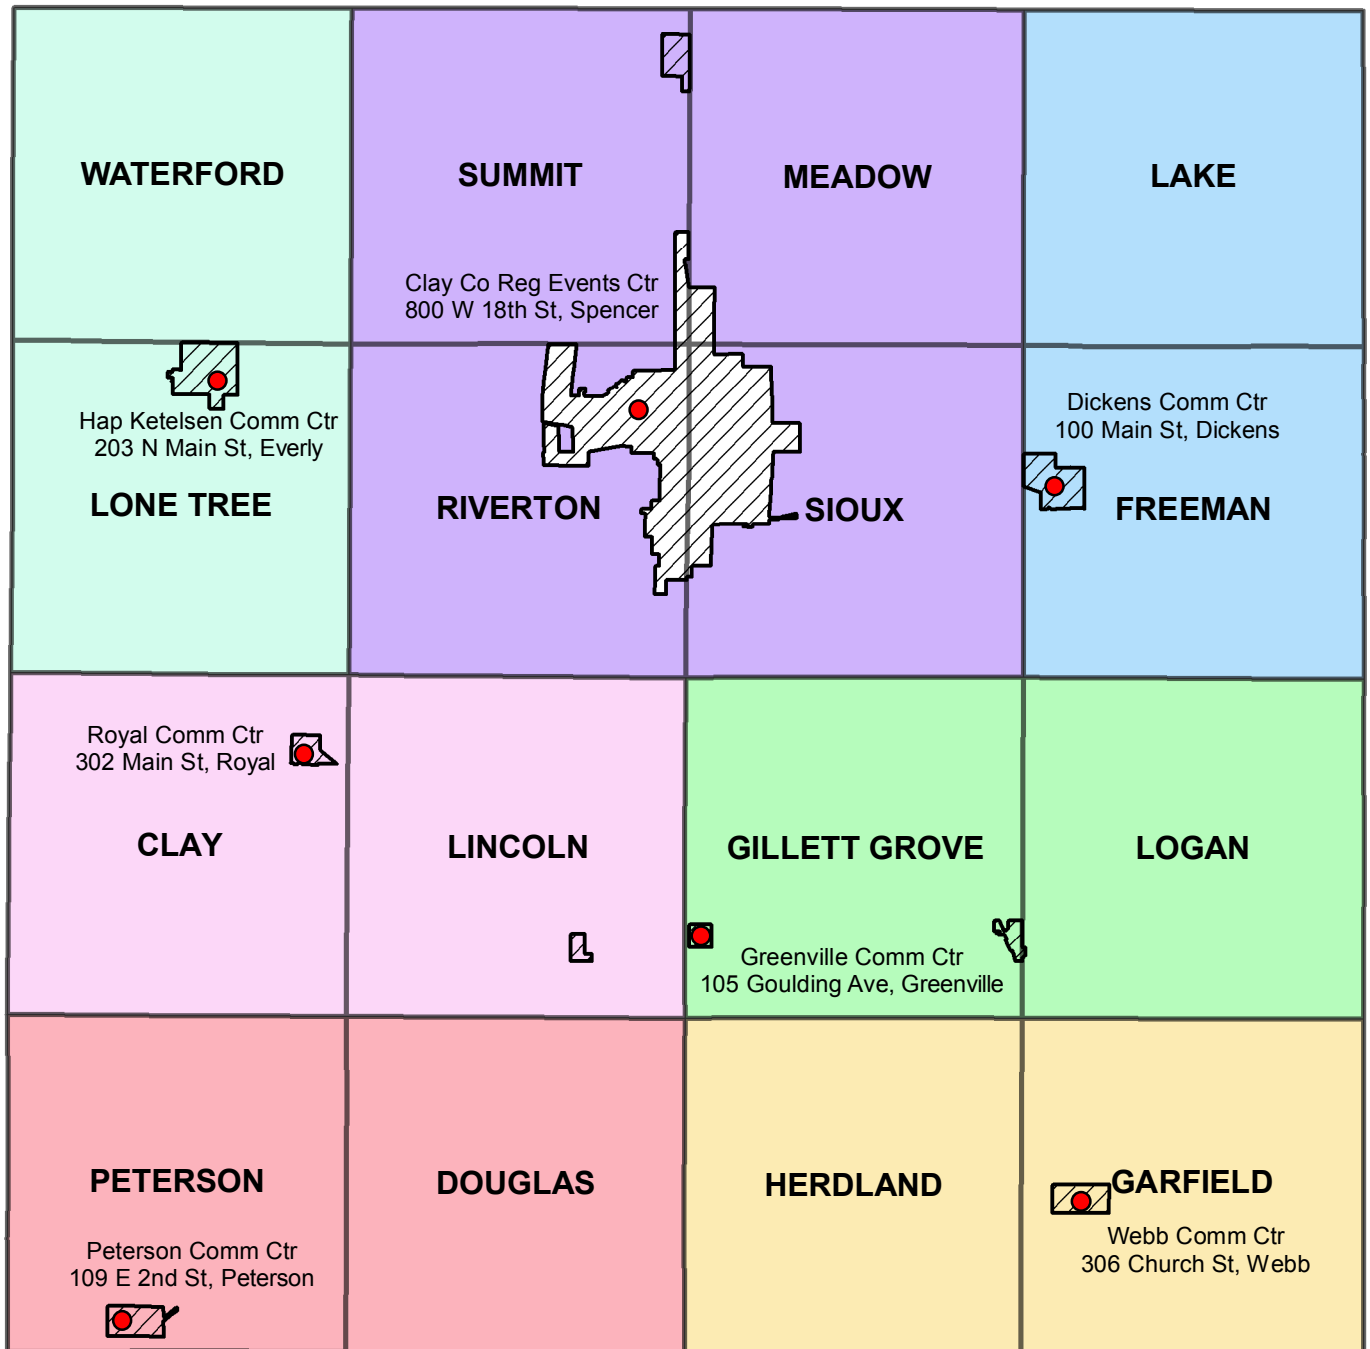 WATERFORD
SUMMIT
MEADOW
LAKE
Clay Co Reg Events Ctr
800 W 18th St, Spencer
Hap Ketelsen Comm Ctr
203 N Main St, Everly
LONE TREE
RIVERTON
SIOUX
Dickens Comm Ctr
100 Main St, Dickens
FREEMAN
Royal Comm Ctr
302 Main St, Royal
CLAY
LINCOLN
GILLETT GROVE
LOGAN
Greenville Comm Ctr
105 Goulding Ave, Greenville
PETERSON
DOUGLAS
HERDLAND
GARFIELD
Peterson Comm Ctr
109 E 2nd St, Peterson
Webb Comm Ctr
306 Church St, Webb